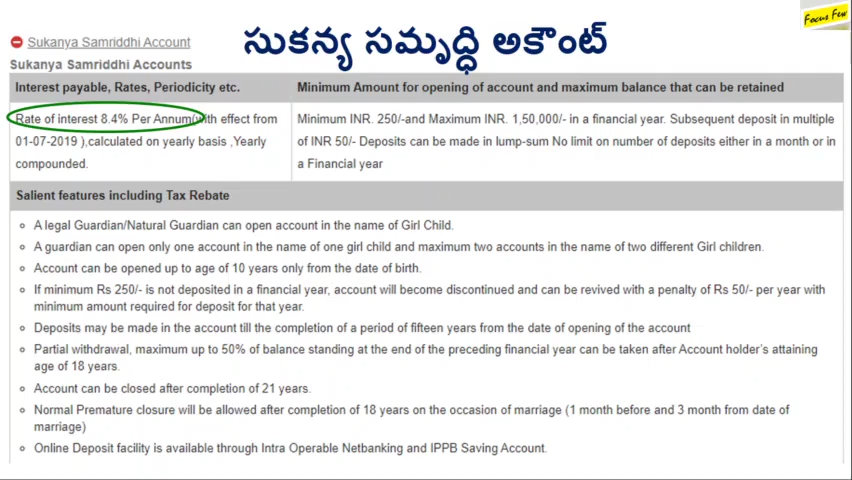 Focus Few
సుకన్య సమృద్ధి అకౌంట్
Sukanya Samriddhi Account
Sukanya Samriddhi Accounts
Interest payable, Rates, Periodicity etc.
Minimum Amount for opening of account and maximum balance that can be retained
Rate of interest 8.4% Per Annum(with effect from
01-07-2019 ),calculated on yearly basis ,Yearly
compounded.
Minimum INR. 250/-and Maximum INR. 1,50,000/- in a financial year. Subsequent deposit in multiple
of INR 50/- Deposits can be made in lump-sum No limit on number of deposits either in a month or in
a Financial year
Salient features including Tax Rebate
A legal Guardian/Natural Guardian can open account in the name of Girl Child.
A guardian can open only one account in the name of one girl child and maximum two accounts in the name of two different Girl children.
Account can be opened up to age of 10 years only from the date of birth.
If minimum Rs 250/- is not deposited in a financial year, account will become discontinued and can be revived with a penalty of Rs 50/- per year with
minimum amount required for deposit for that year.
Deposits may be made in the account till the completion of a period of fifteen years from the date of opening of the account
Partial withdrawal, maximum up to 50% of balance standing at the end of the preceding financial year can be taken after Account holder's attaining
age of 18 years.
Account can be closed after completion of 21 years.
Normal Premature closure will be allowed after completion of 18 years on the occasion of marriage (1 month before and 3 month from date of
marriage)
Online Deposit facility is available through Intra Operable Netbanking and IPPB Saving Account.